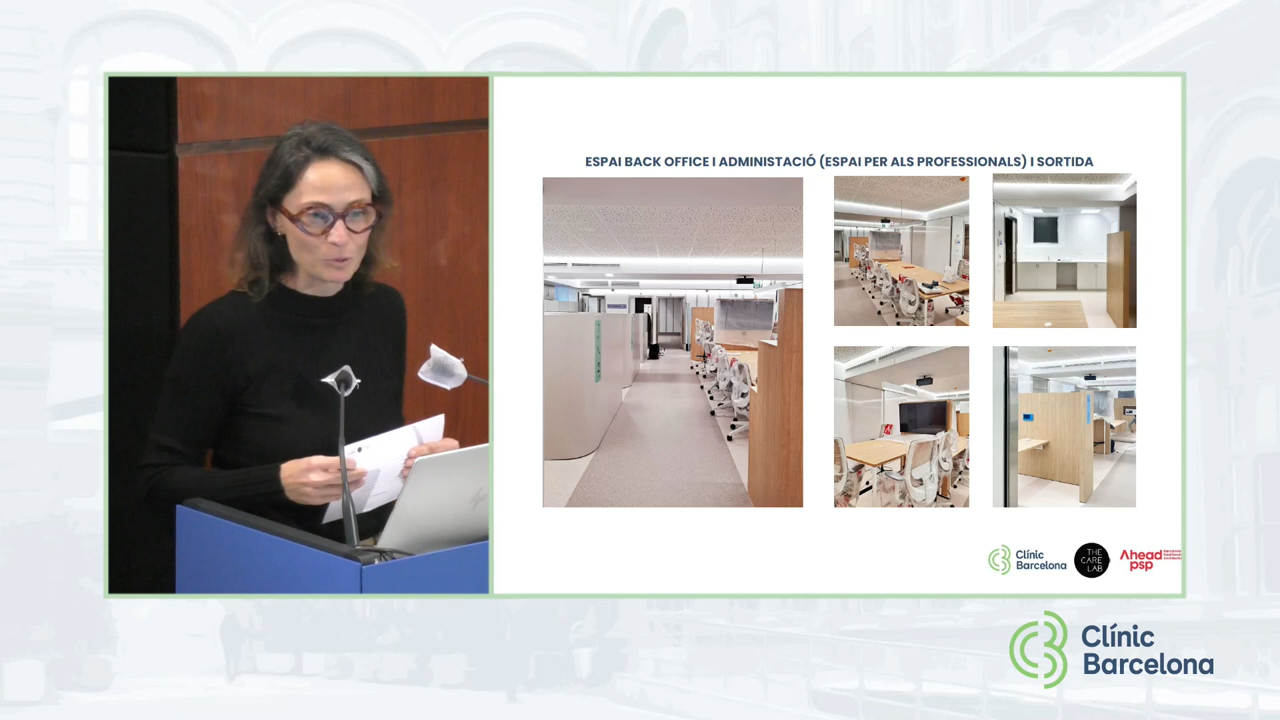 ESPAI BACK OFFICE I ADMINISTACIÓ (ESPAI PER ALS PROFESSIONALS) I SORTIDA
Clínic
Barcelona
THE
CARE
LAB
Ahead
psp
Clínic
Barcelona